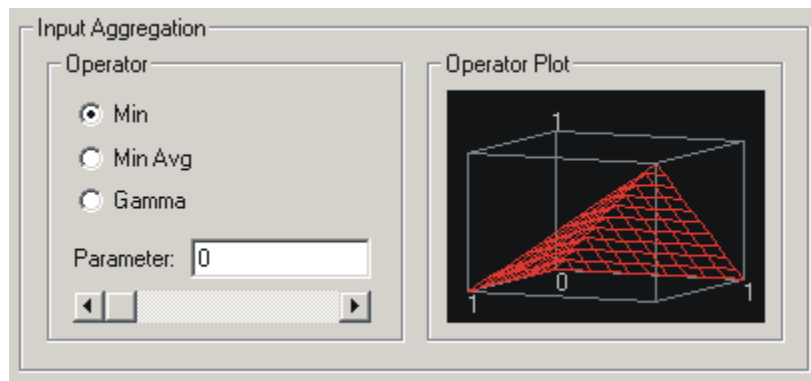 Input Aggregation
Operator
Min
Min Avg
Gamma
Parameter: 0
Operator Plot
1
0
1
1